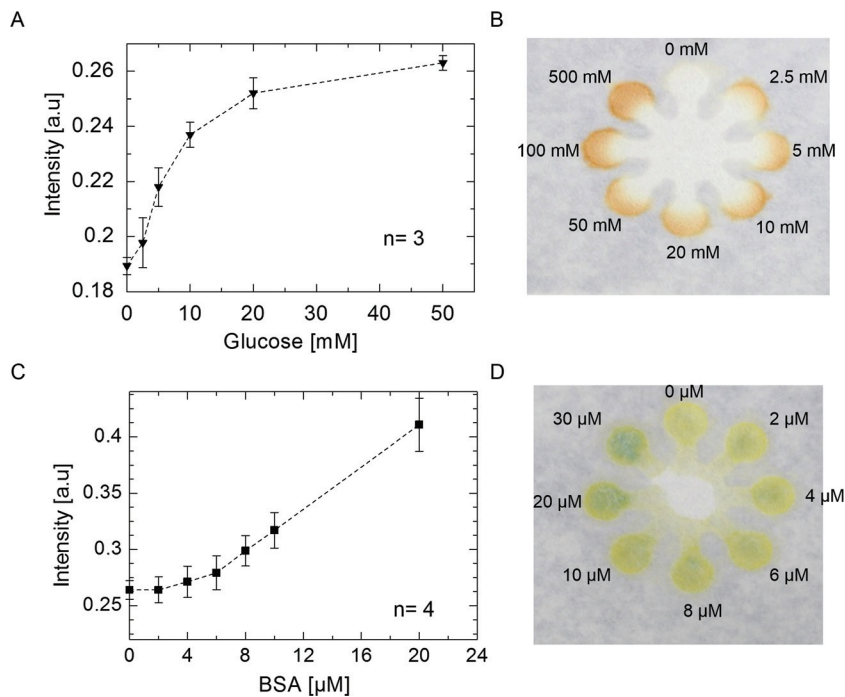 A
Intensity [a.u]
0.26
0.24
0.22
0.2
0.18
n= 3
0 10 20 30 40 50
Glucose [mM]
B
0 mM
500 mM
2.5 mM
100 mM
5 mM
50 mM
10 mM
20 mM
C
Intensity [a.u]
0.4
0.35
0.3
0.25
n= 4
0 4 8 12 16 20 24
BSA [µM]
D
0 µM
30 µM
2 µM
20 µM
4 µM
10 µM
6 µM
8 µM